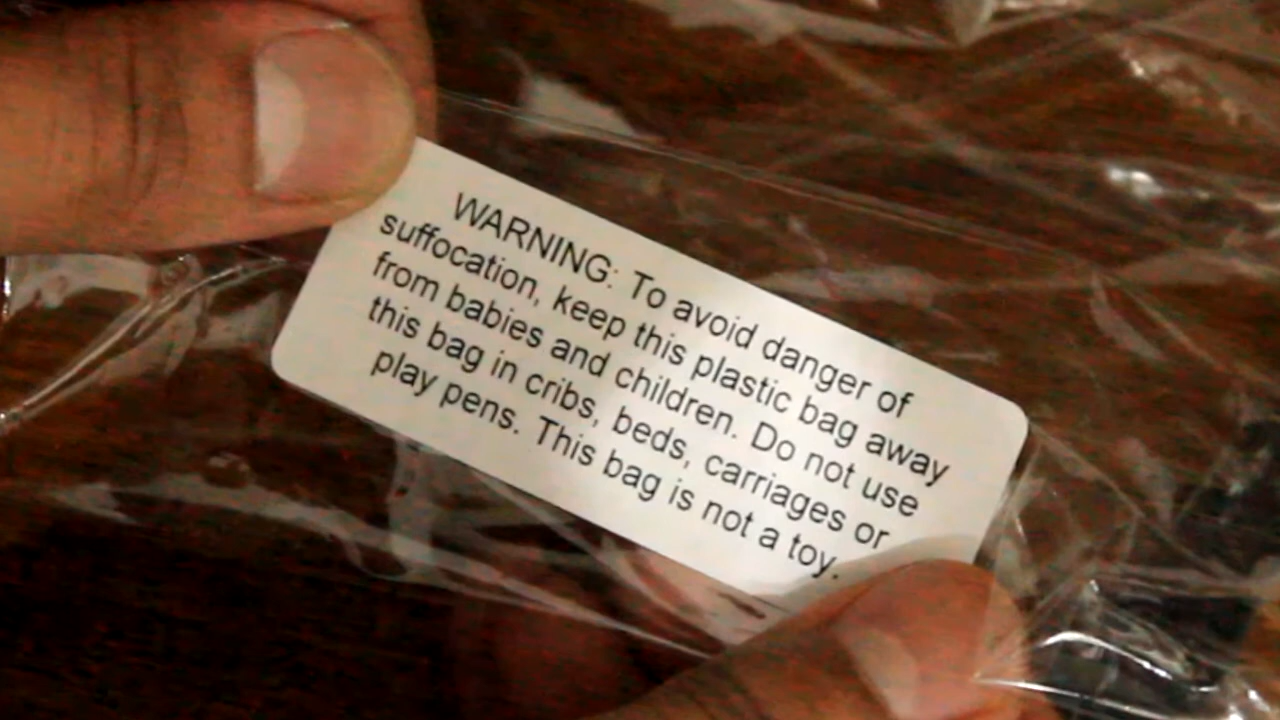 WARNING: To avoid danger of
suffocation, keep this plastic bag away
from babies and children. Do not use
this bag in cribs, beds, carriages or
play pens. This bag is not a toy.